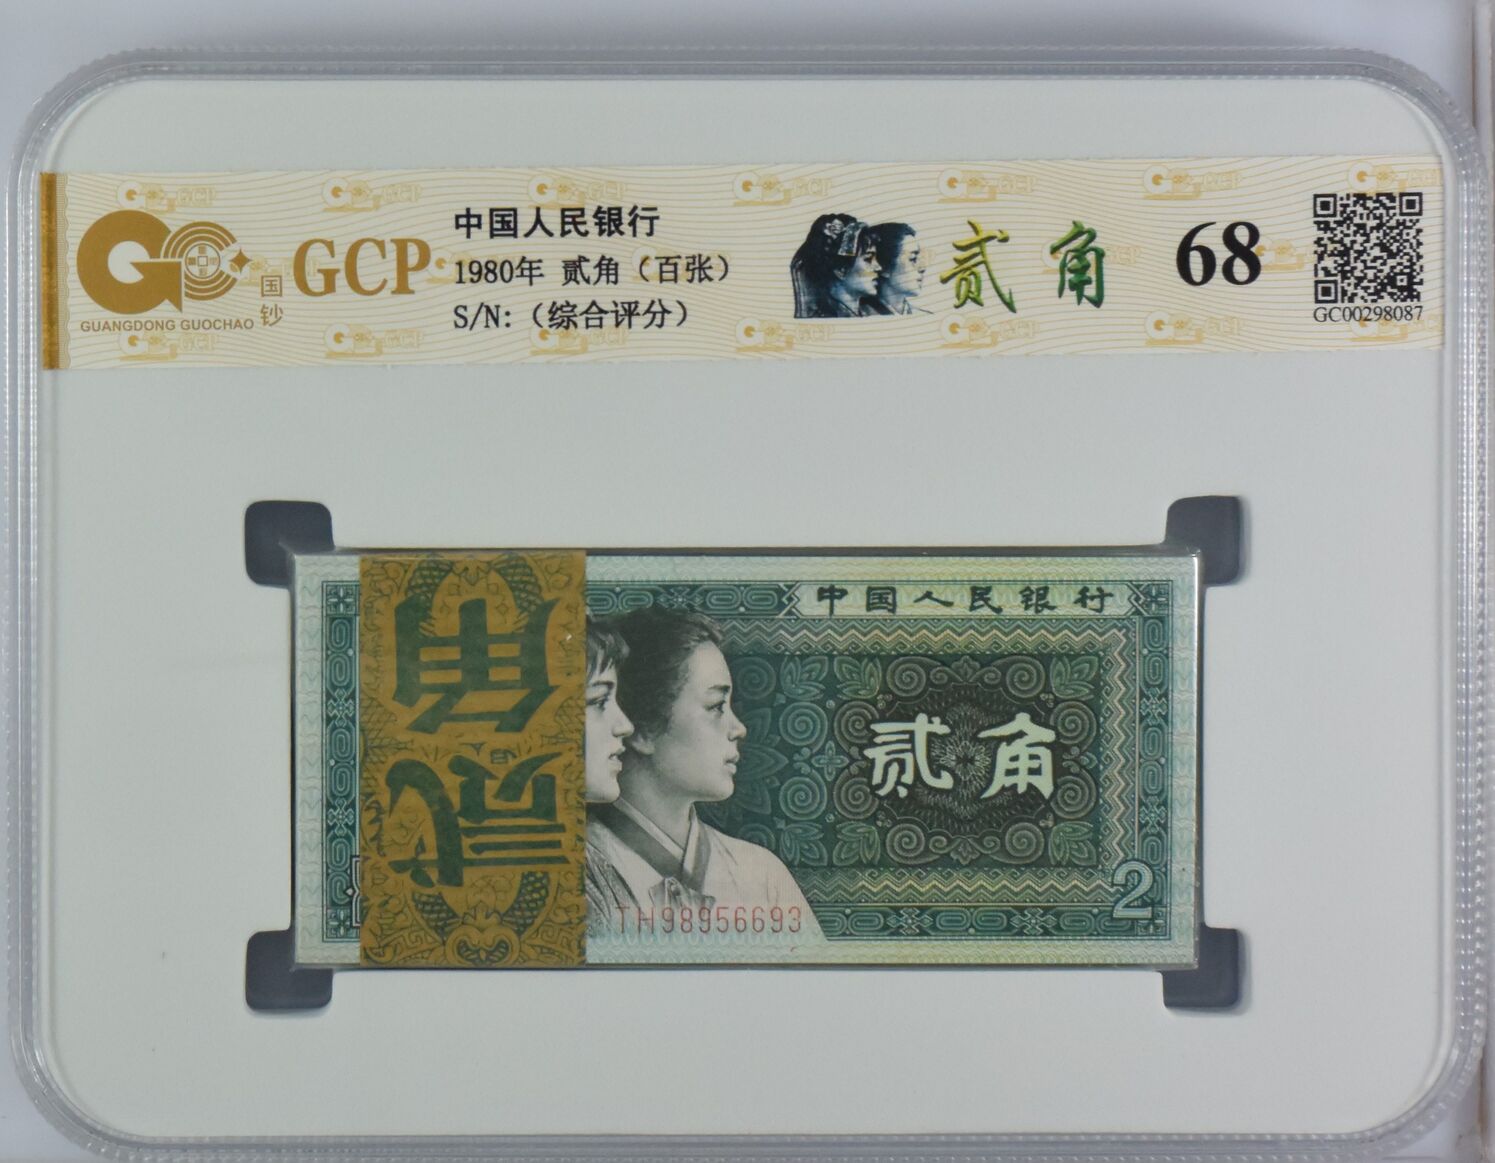 GUANGDONG GUOCHAO
国钞
GCP
中国人民银行
1980年 贰角（百张）
S/N:（综合评分）
贰角
68
GC00298087
贰角
中国人民银行
贰角
2
TH98956693